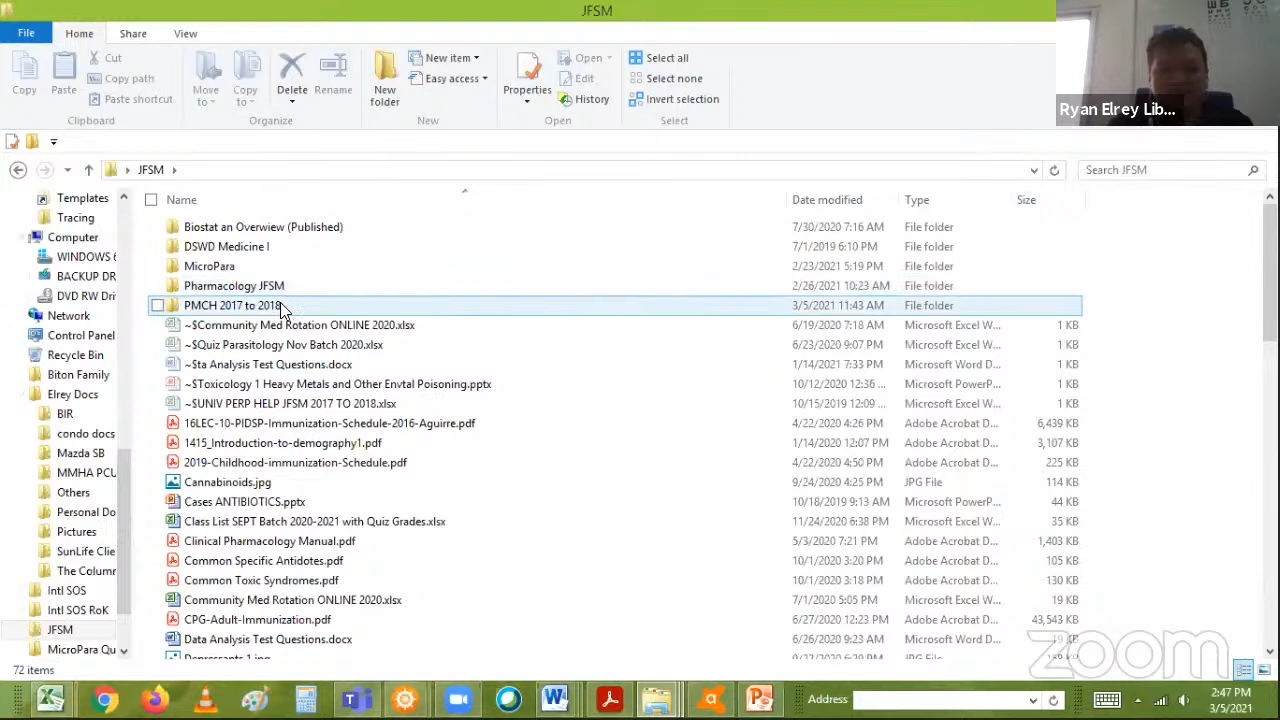 JFSM
File Home Share View
Copy Paste Cut Copy path Paste shortcut Clipboard
Move to Copy to Delete Rename Organize
New folder New item Easy access New
Properties Open Edit History Open
Select all Select none Invert selection Select
Ryan Elrey Lib...
JFSM Search JFSM
Name Date modified Type Size
Templates
Tracing
Computer
WINDOWS
BACKUP DR
DVD RW Dri
Network
Control Panel
Recycle Bin
Biton Family
Elrey Docs
BIR
condo docs
Mazda SB
MMHA PCU
Others
Personal Do
Pictures
SunLife Clie
The Column
Intl SOS
Intl SOS RoK
JFSM
MicroPara Qu
Biostat an Overwiew (Published) 7/30/2020 7:16 AM File folder
DSWD Medicine I 7/1/2019 6:10 PM File folder
MicroPara 2/23/2021 5:19 PM File folder
Pharmacology JFSM 2/26/2021 10:23 AM File folder
PMCH 2017 to 2018 3/5/2021 11:43 AM File folder
~$Community Med Rotation ONLINE 2020.xlsx 6/19/2020 7:18 AM Microsoft Excel W... 1 KB
~$Quiz Parasitology Nov Batch 2020.xlsx 6/23/2020 9:07 PM Microsoft Excel W... 1 KB
~$ta Analysis Test Questions.docx 1/14/2021 7:33 PM Microsoft Word D... 1 KB
~$Toxicology 1 Heavy Metals and Other Envtal Poisoning.pptx 10/12/2020 12:36 ... Microsoft PowerP... 1 KB
~$UNIV PERP HELP JFSM 2017 TO 2018.xlsx 10/15/2019 12:09 ... Microsoft Excel W... 1 KB
16LEC-10-PIDSP-Immunization-Schedule-2016-Aguirre.pdf 4/22/2020 4:26 PM Adobe Acrobat D... 6,439 KB
1415_Introduction-to-demography1.pdf 1/14/2020 12:07 PM Adobe Acrobat D... 3,107 KB
2019-Childhood-immunization-Schedule.pdf 4/22/2020 4:50 PM Adobe Acrobat D... 225 KB
Cannabinoids.jpg 9/24/2020 4:25 PM JPG File 114 KB
Cases ANTIBIOTICS.pptx 10/18/2019 9:13 AM Microsoft PowerP... 44 KB
Class List SEPT Batch 2020-2021 with Quiz Grades.xlsx 11/24/2020 6:38 PM Microsoft Excel W... 35 KB
Clinical Pharmacology Manual.pdf 5/3/2020 7:21 PM Adobe Acrobat D... 1,403 KB
Common Specific Antidotes.pdf 10/1/2020 3:20 PM Adobe Acrobat D... 105 KB
Common Toxic Syndromes.pdf 10/1/2020 3:18 PM Adobe Acrobat D... 130 KB
Community Med Rotation ONLINE 2020.xlsx 7/1/2020 5:05 PM Microsoft Excel W... 19 KB
CPG-Adult-Immunization.pdf 6/27/2020 12:23 PM Adobe Acrobat D... 43,543 KB
Data Analysis Test Questions.docx 6/26/2020 9:23 AM Microsoft Word D... 19 KB
Depressants 1.jpg
zoom
72 items
Address
2:47 PM
3/5/2021